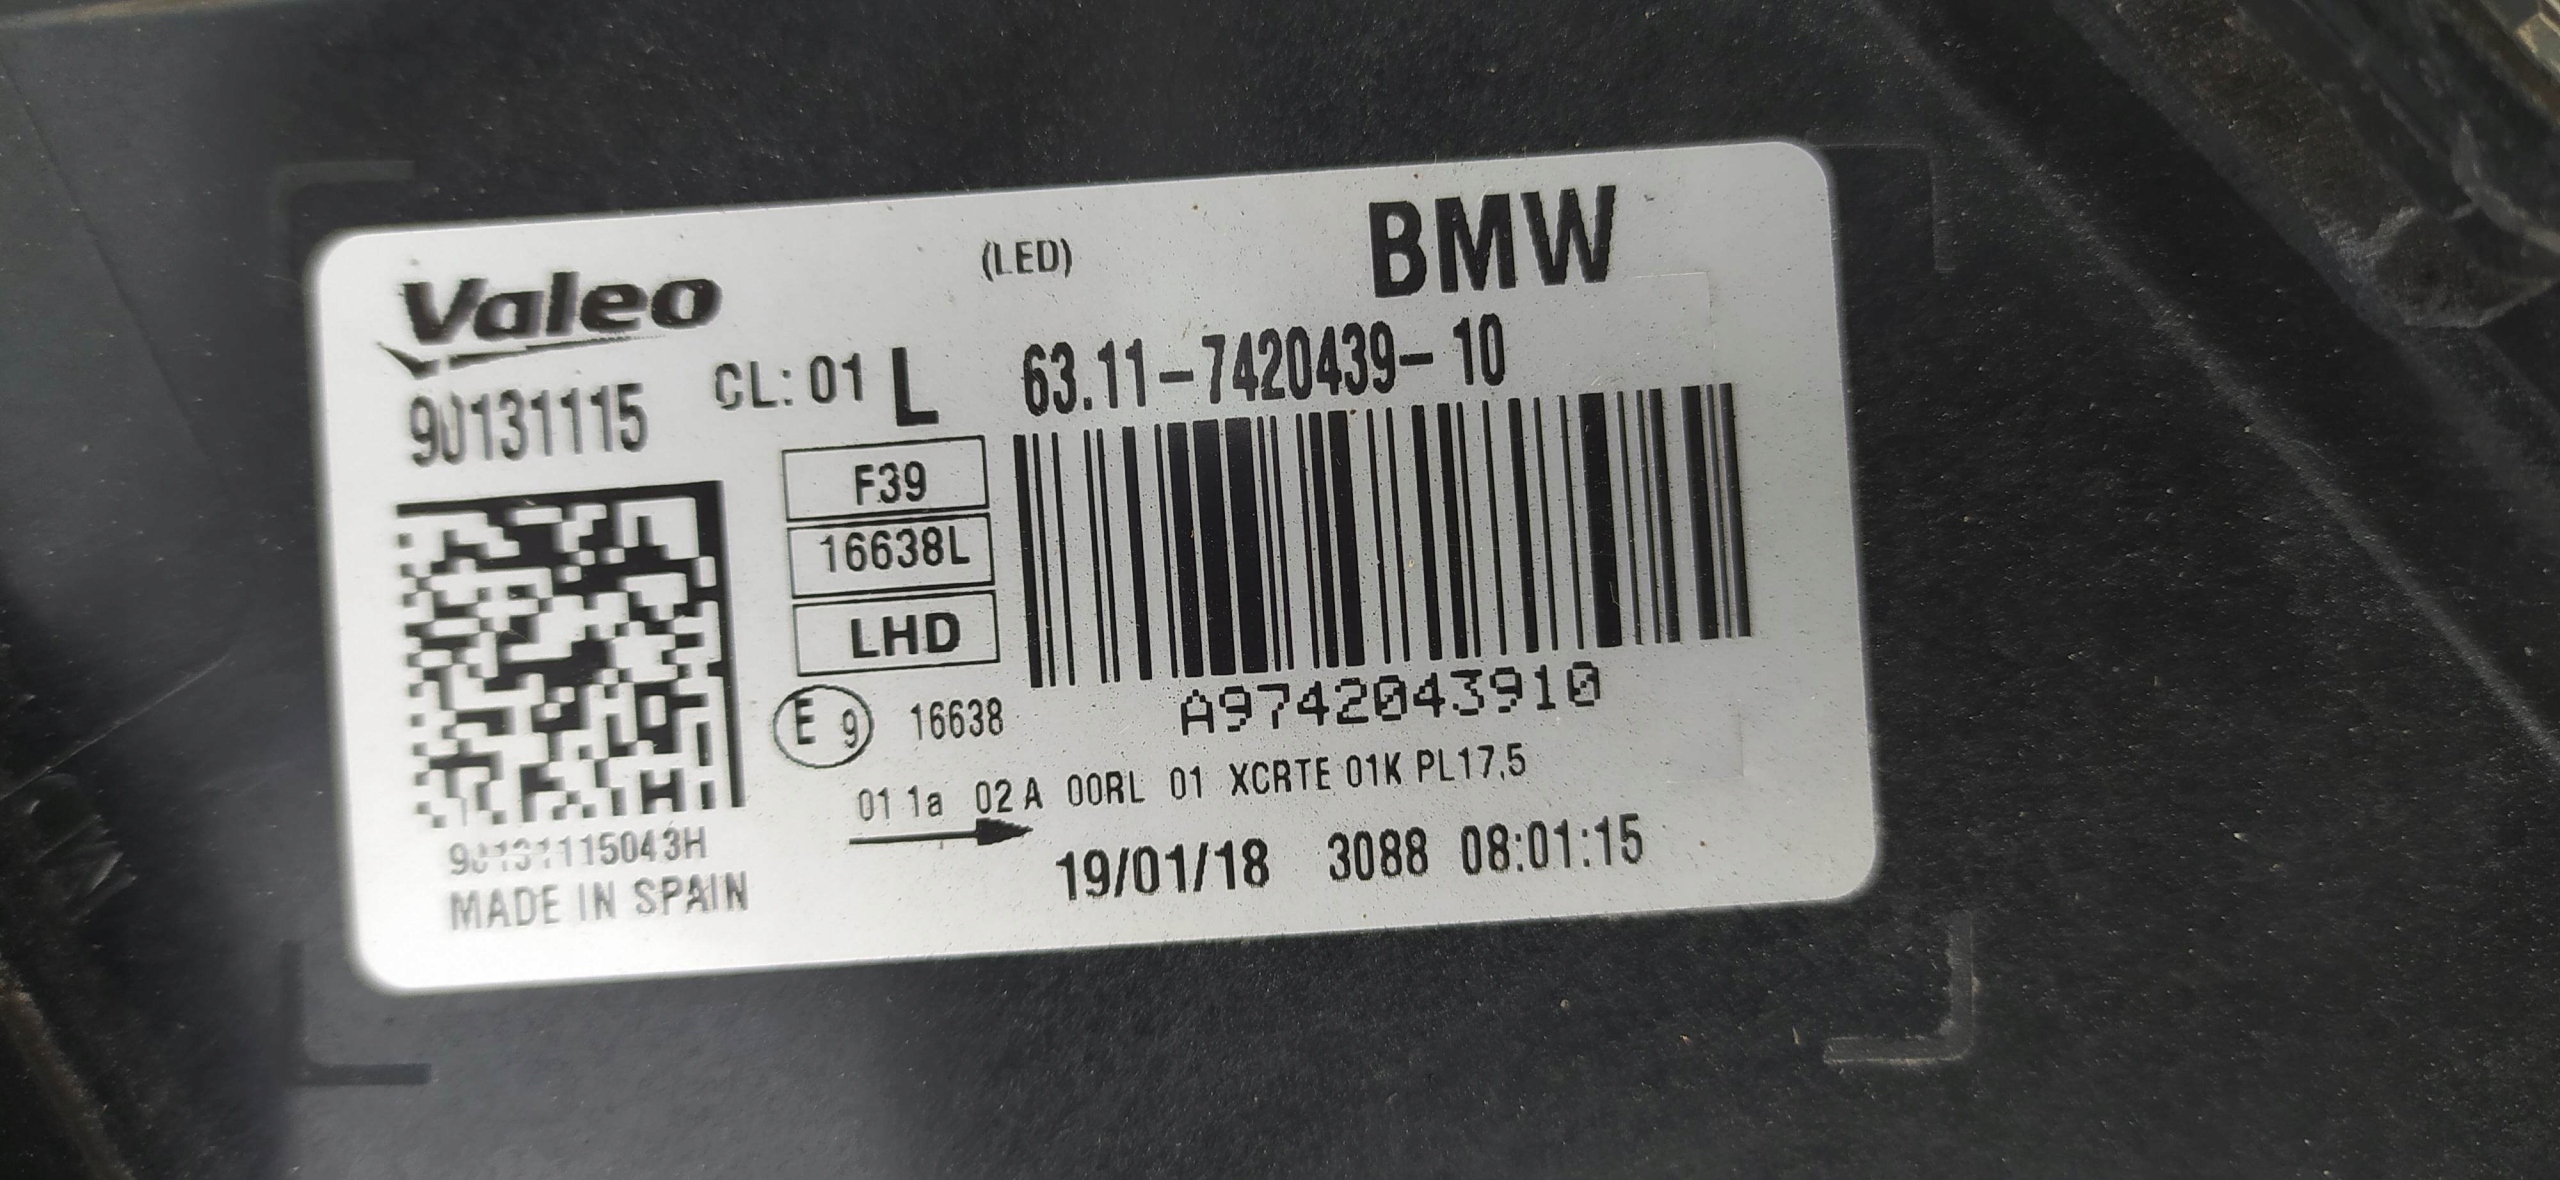 Valeo (LED) BMW
90131115 CL: 01 L 63.11-7420439-10
F39
16638L
LHD
E 9 16638 A9742043910
01 1a 02 A 00RL 01 XCRTE 01K PL17,5
90131115043H
19/01/18 3088 08:01:15
MADE IN SPAIN